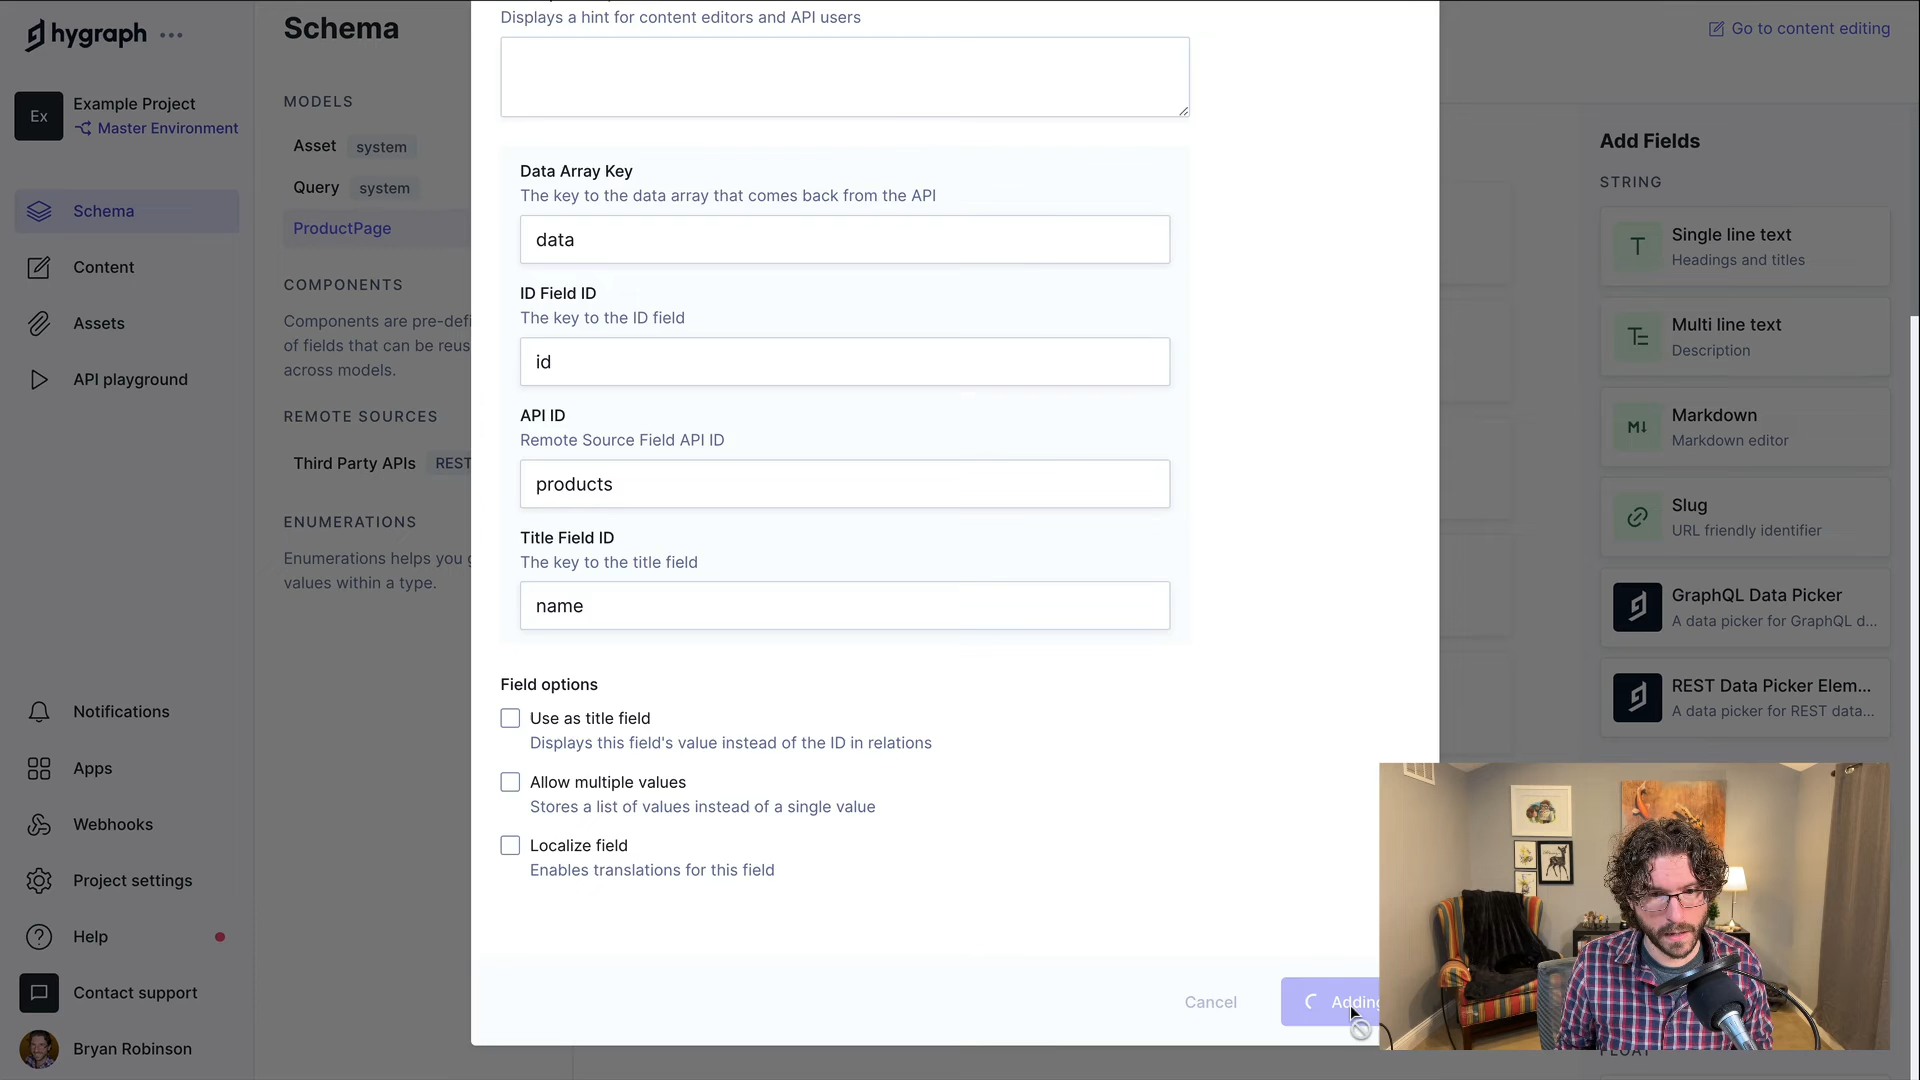 hygraph
Ex
Example Project
Master Environment
Schema
Content
Assets
API playground
Notifications
Apps
Webhooks
Project settings
Help
Contact support
Bryan Robinson
Schema
MODELS
Asset system
Query system
ProductPage
COMPONENTS
Components are pre-defi
of fields that can be reus
across models.
REMOTE SOURCES
Third Party APIs REST
ENUMERATIONS
Enumerations helps you
values within a type.
Displays a hint for content editors and API users
Data Array Key
The key to the data array that comes back from the API
data
ID Field ID
The key to the ID field
id
API ID
Remote Source Field API ID
products
Title Field ID
The key to the title field
name
Field options
Use as title field
Displays this field's value instead of the ID in relations
Allow multiple values
Stores a list of values instead of a single value
Localize field
Enables translations for this field
Cancel
Adding
Go to content editing
Add Fields
STRING
T
Single line text
Headings and titles
Multi line text
Description
Markdown
Markdown editor
Slug
URL friendly identifier
GraphQL Data Picker
A data picker for GraphQL d...
REST Data Picker Elem...
A data picker for REST data...
FLOAT